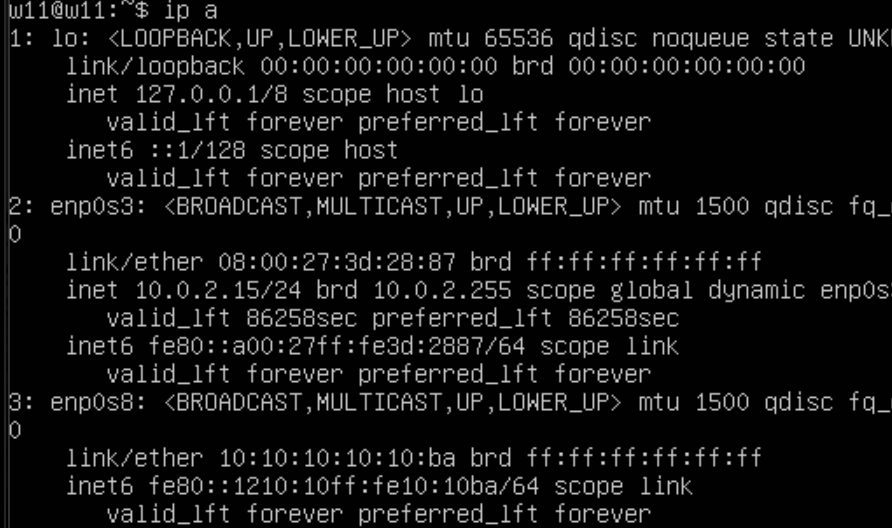 w11@w11:~$ ip a
1: lo: <LOOPBACK,UP,LOWER_UP> mtu 65536 qdisc noqueue state UNK
link/loopback 00:00:00:00:00:00 brd 00:00:00:00:00:00
inet 127.0.0.1/8 scope host lo
valid_lft forever preferred_lft forever
inet6 ::1/128 scope host
valid_lft forever preferred_lft forever
2: enp0s3: <BROADCAST,MULTICAST,UP,LOWER_UP> mtu 1500 qdisc fq_
0
link/ether 08:00:27:3d:28:87 brd ff:ff:ff:ff:ff:ff
inet 10.0.2.15/24 brd 10.0.2.255 scope global dynamic enp0s
valid_lft 86258sec preferred_lft 86258sec
inet6 fe80::a00:27ff:fe3d:2887/64 scope link
valid_lft forever preferred_lft forever
3: enp0s8: <BROADCAST,MULTICAST,UP,LOWER_UP> mtu 1500 qdisc fq_
0
link/ether 10:10:10:10:10:ba brd ff:ff:ff:ff:ff:ff
inet6 fe80::1210:10ff:fe10:10ba/64 scope link
valid_lft forever preferred_lft forever